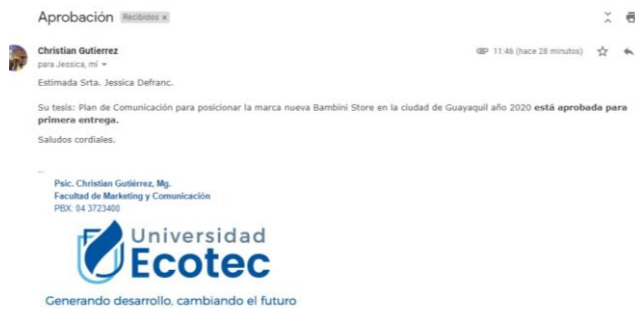 Aprobación Recibidos x
Christian Gutierrez 11:46 (hace 28 minutos)
para Jessica, mí
Estimada Srta. Jessica Defranc.
Su tesis: Plan de Comunicación para posicionar la marca nueva Bambini Store en la ciudad de Guayaquil año 2020 está aprobada para
primera entrega.
Saludos cordiales.
--
Psic. Christian Gutiérrez, Mg.
Facultad de Marketing y Comunicación
PBX: 04 3723400
Universidad
Ecotec
Generando desarrollo, cambiando el futuro